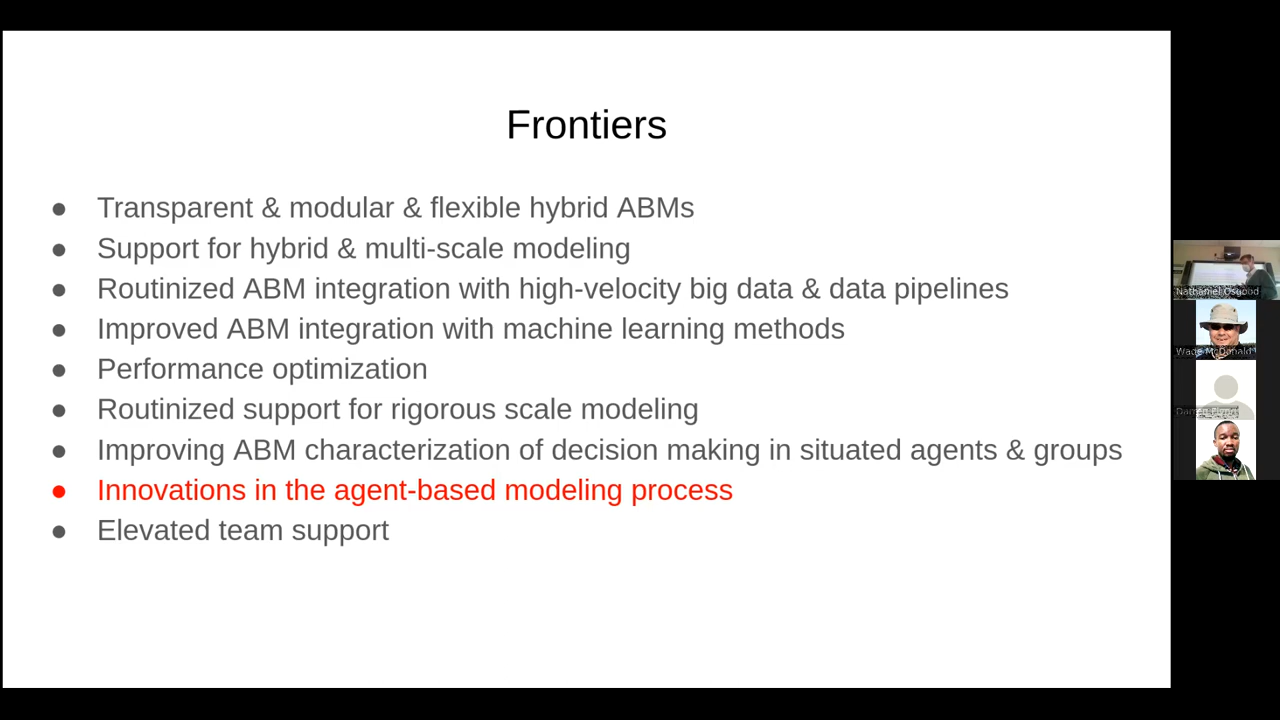 Frontiers
● Transparent & modular & flexible hybrid ABMs
● Support for hybrid & multi-scale modeling
● Routinized ABM integration with high-velocity big data & data pipelines
● Improved ABM integration with machine learning methods
● Performance optimization
● Routinized support for rigorous scale modeling
● Improving ABM characterization of decision making in situated agents & groups
● Innovations in the agent-based modeling process
● Elevated team support
Nathaniel Osgood
Wade McDonald